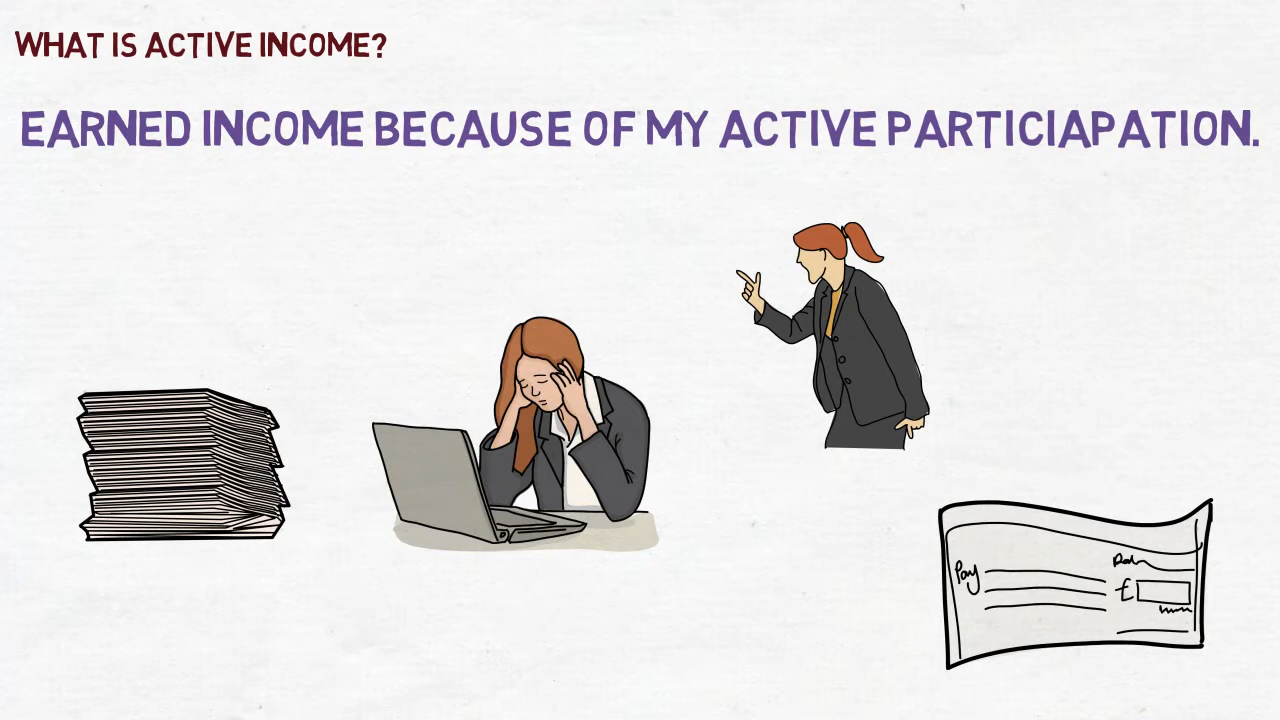 WHAT IS ACTIVE INCOME?
EARNED INCOME BECAUSE OF MY ACTIVE PARTICIAPATION.
Pay
£